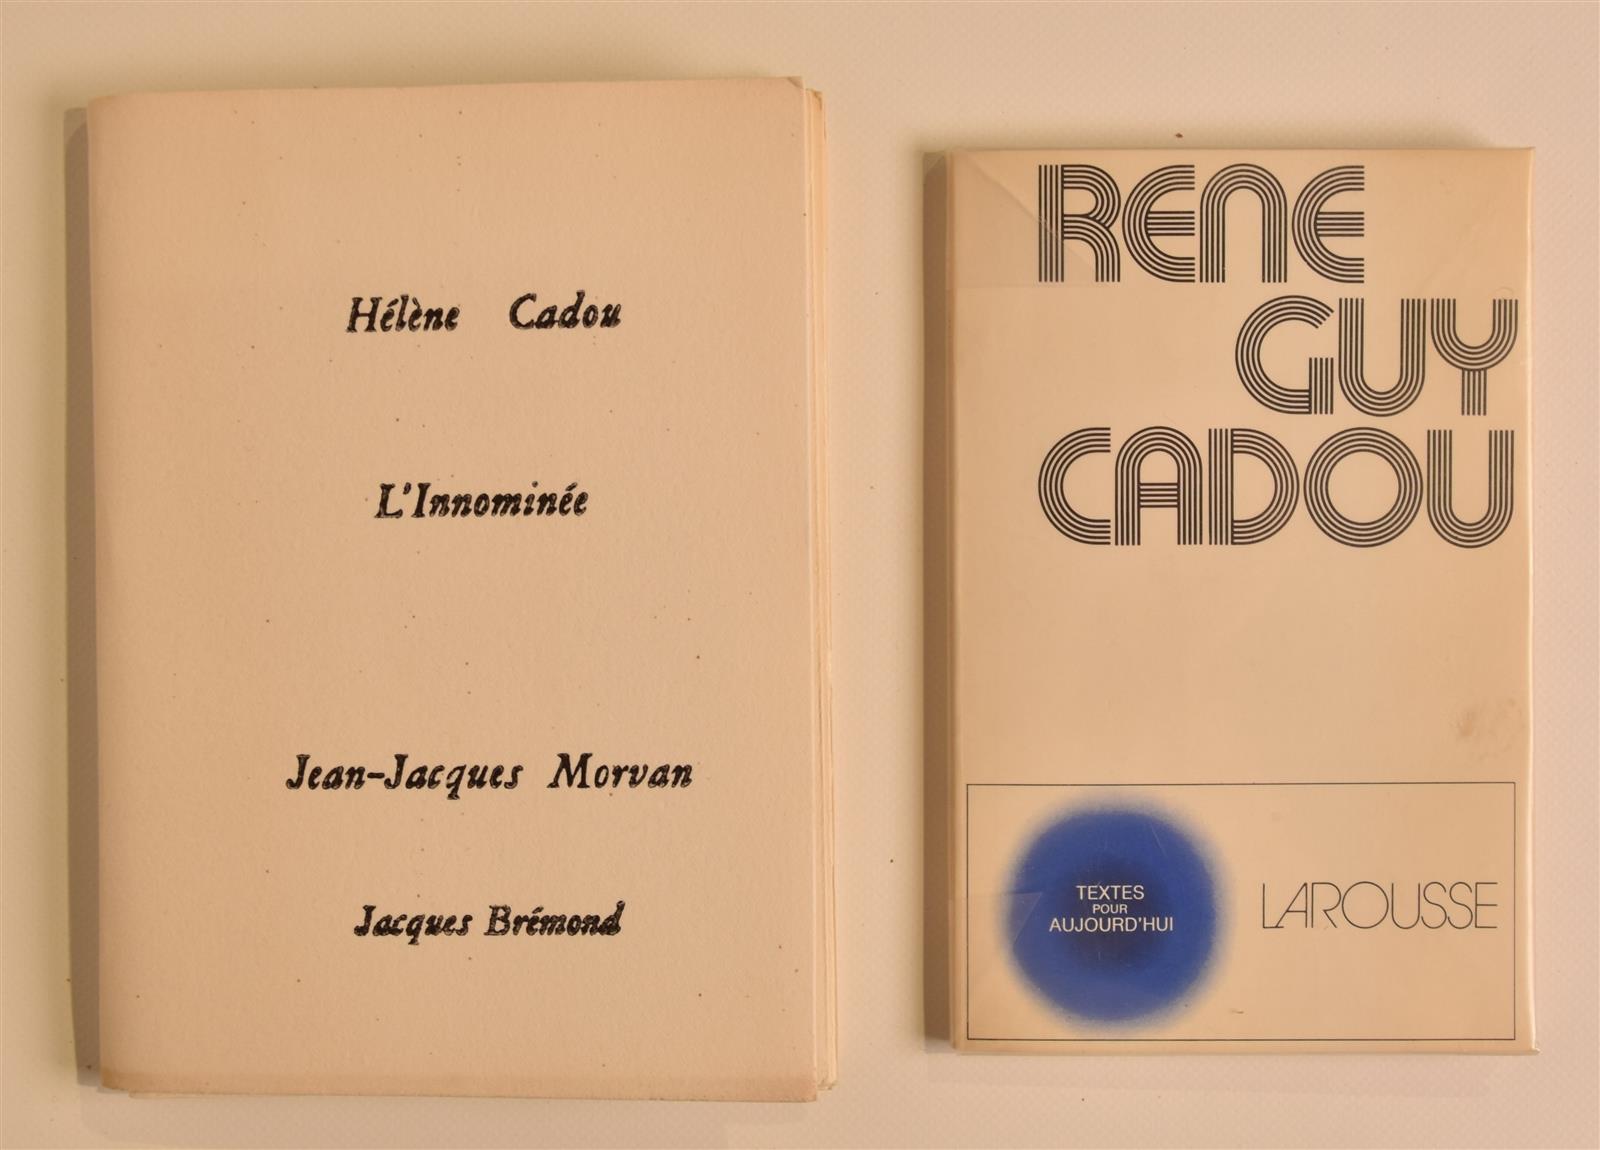 Hélène Cadou
L'Innominée
Jean-Jacques Morvan
Jacques Brémond
RENE
GUY
CADOU
TEXTES
POUR
AUJOURD'HUI
LAROUSSE